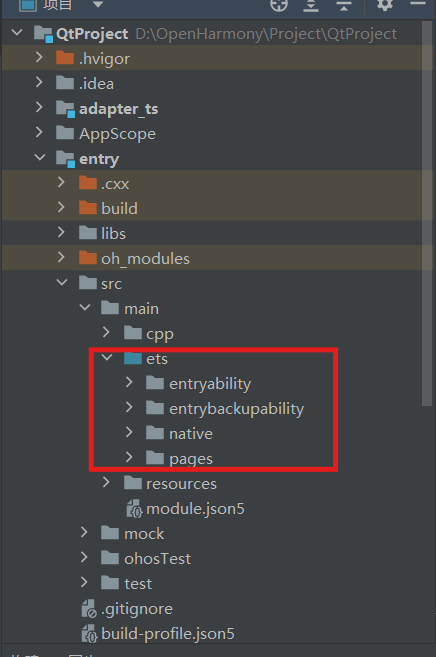 项目
QtProject D:\OpenHarmony\Project\QtProject
.hvigor
.idea
adapter_ts
AppScope
entry
.cxx
build
libs
oh_modules
src
main
cpp
ets
entryability
entrybackupability
native
pages
resources
module.json5
mock
ohosTest
test
.gitignore
build-profile.json5